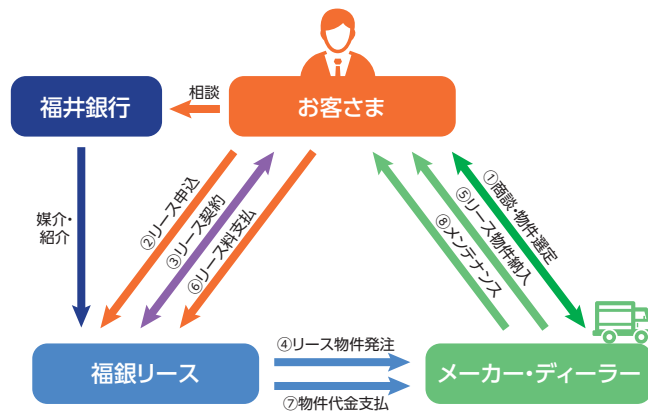 お客さま
福井銀行
相談
媒介・
紹介
②リース申込
③リース契約
⑥リース料支払
①商談・物件選定
⑤リース物件納入
⑧メンテナンス
福銀リース
④リース物件発注
⑦物件代金支払
メーカー・ディーラー